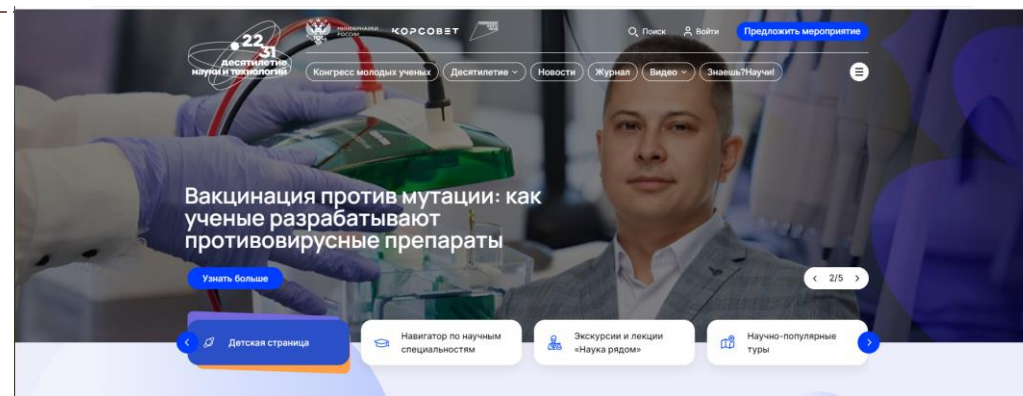 22
31
десятилетие
науки и технологий
МИНОБРНАУКИ
РОССИИ
КОРСОВЕТ
Поиск
Войти
Предложить мероприятие
Конгресс молодых ученых
Десятилетие
Новости
Журнал
Видео
Знаешь?Научи!
Вакцинация против мутации: как
ученые разрабатывают
противовирусные препараты
Узнать больше
2/5
Детская страница
Навигатор по научным
специальностям
Экскурсии и лекции
«Наука рядом»
Научно-популярные
туры